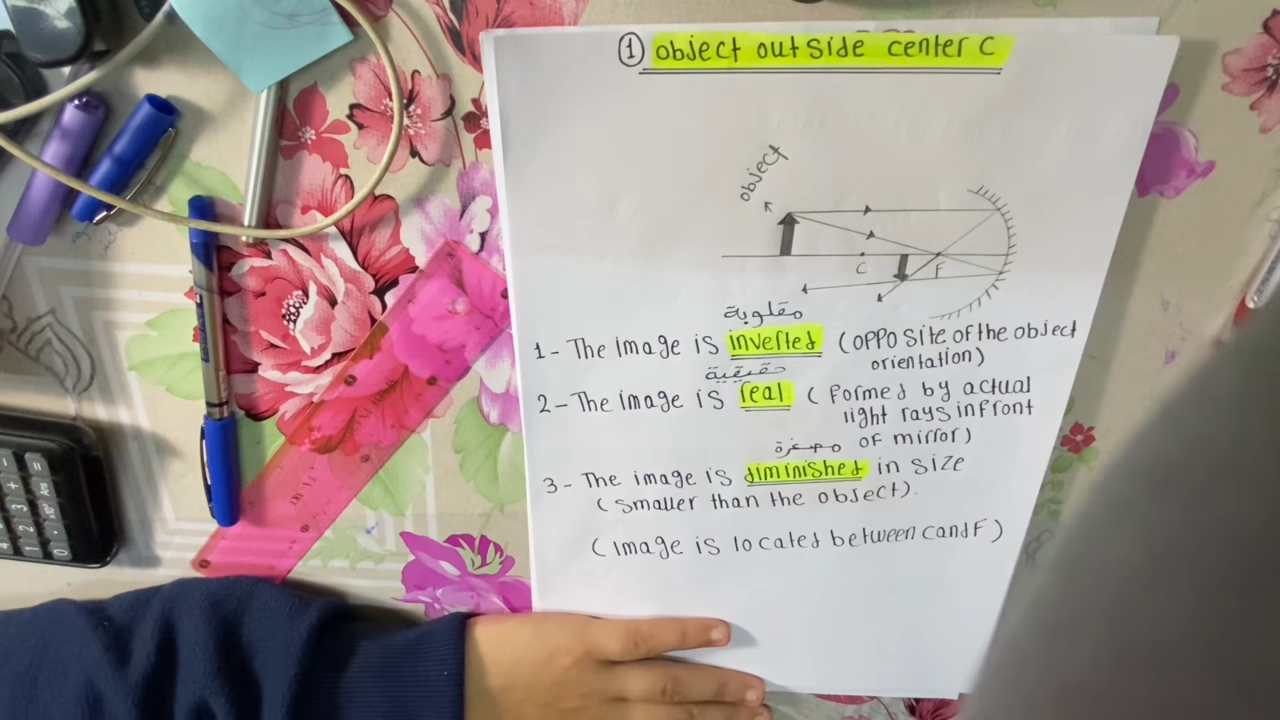 ① object outside center C
object
C
F
مقلوبة
1- The image is inverted (opposite of the object
orientation)
حقيقية
2- The image is real (formed by actual
light rays in front
of mirror)
مصغرة
3- The image is diminished in size
(smaller than the object).
(image is located between c and F)